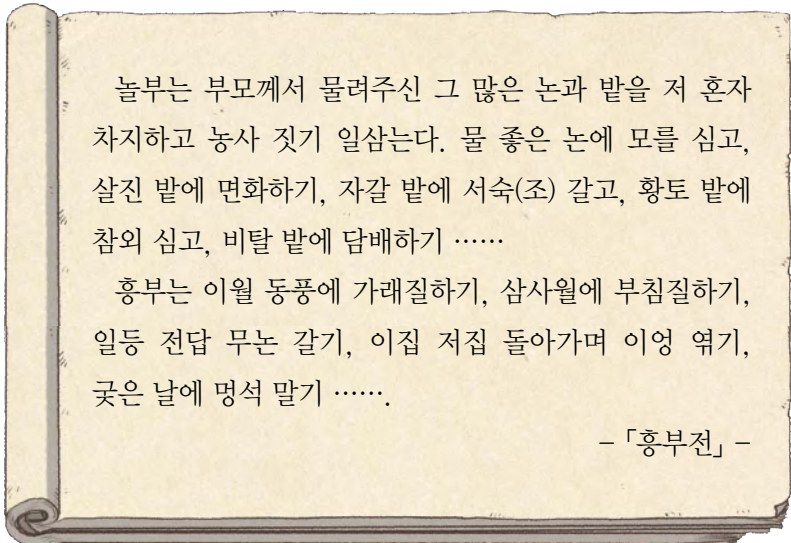 놀부는 부모께서 물려주신 그 많은 논과 밭을 저 혼자
차지하고 농사 짓기 일삼는다. 물 좋은 논에 모를 심고,
살진 밭에 면화하기, 자갈 밭에 서숙(조) 갈고, 황토 밭에
참외 심고, 비탈 밭에 담배하기 ……
흥부는 이월 동풍에 가래질하기, 삼사월에 부침질하기,
일등 전답 무논 갈기, 이집 저집 돌아가며 이엉 엮기,
궂은 날에 멍석 말기 …….
- 「흥부전」 -